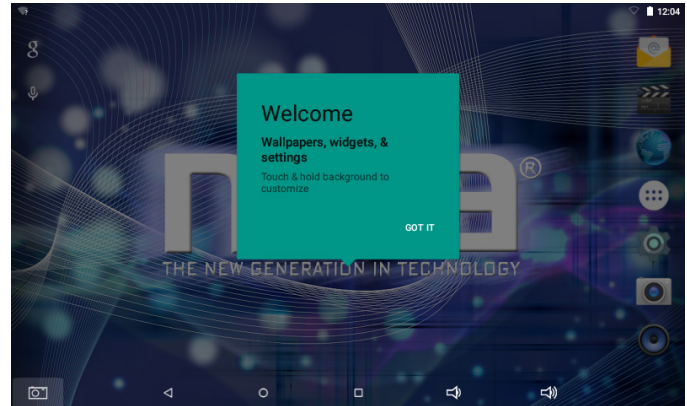 12:04
g
Welcome
Wallpapers, widgets, &
settings
Touch & hold background to
customize
GOT IT
®
THE NEW GENERATION IN TECHNOLOGY